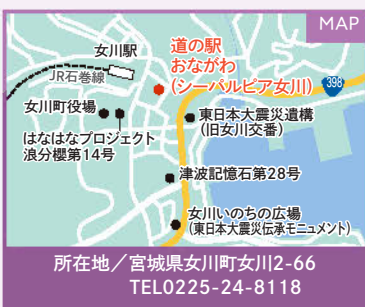 MAP
女川駅
JR石巻線
道の駅
おながわ
(シーパルピア女川)
398
女川町役場
はなはなプロジェクト
浪分櫻第14号
東日本大震災遺構
(旧女川交番)
津波記憶石第28号
女川いのちの広場
(東日本大震災伝承モニュメント)
所在地／宮城県女川町女川2-66
TEL0225-24-8118